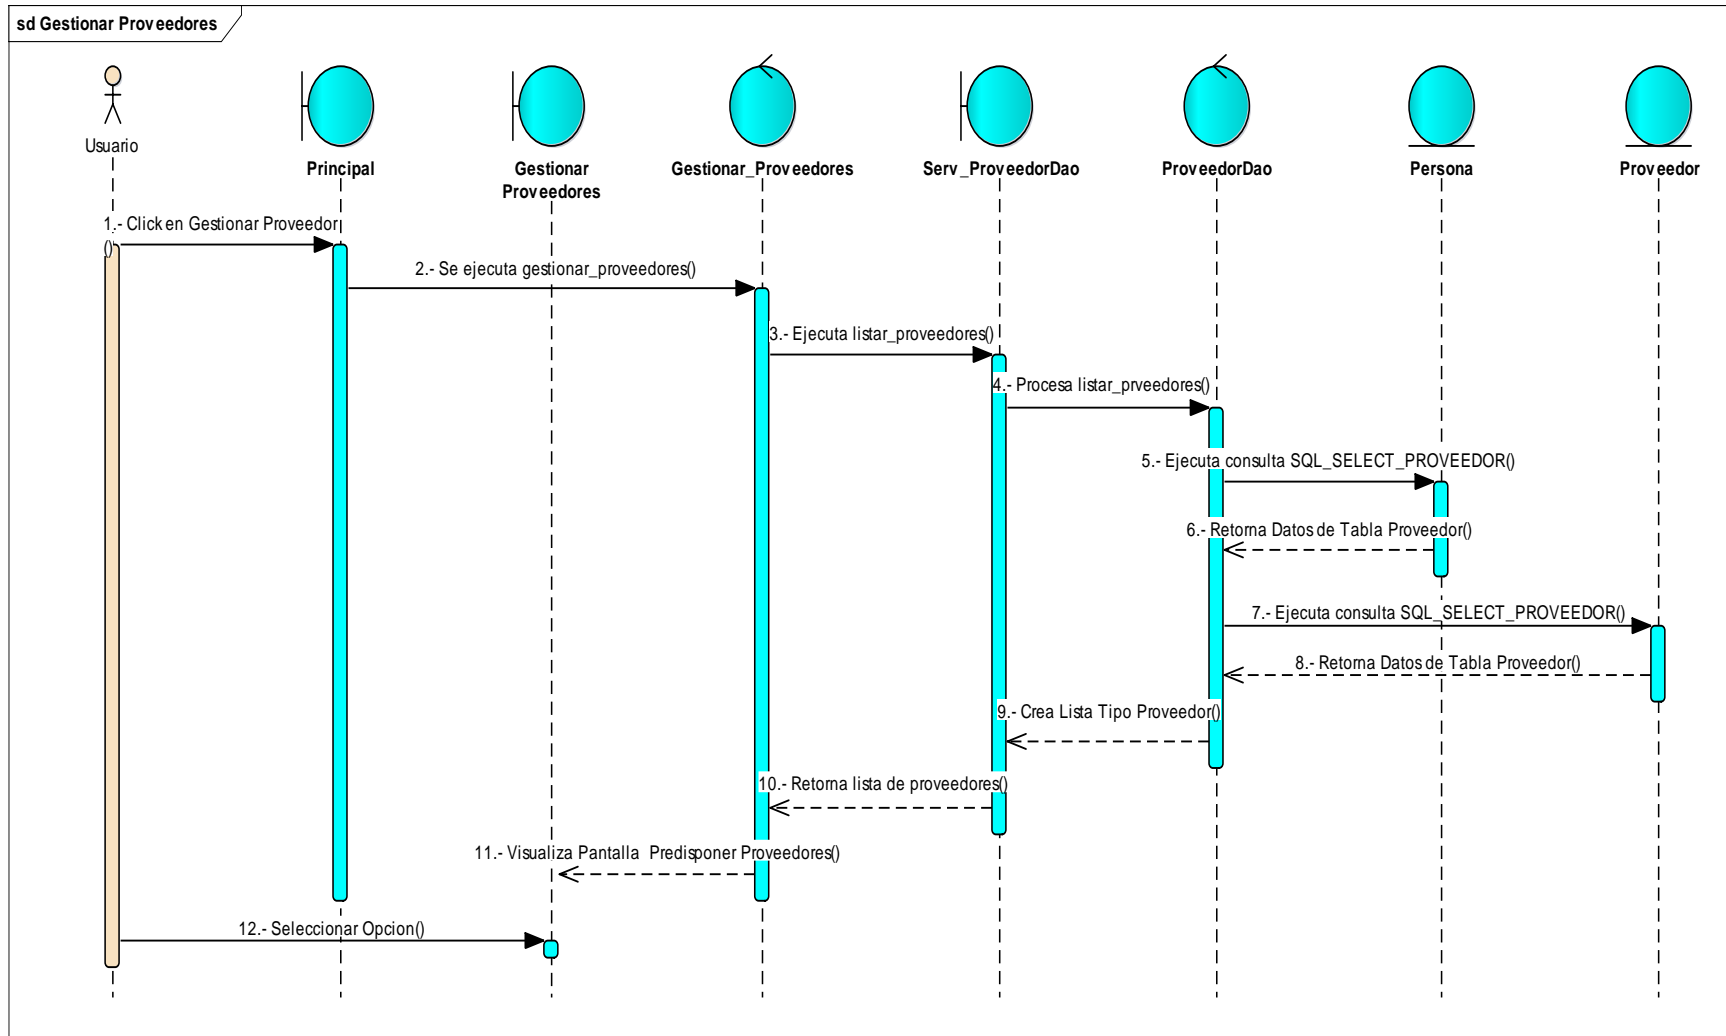 sd Gestionar Proveedores
Usuario
Principal
Gestionar
Proveedores
Gestionar_Proveedores
Serv_ProveedorDao
ProveedorDao
Persona
Proveedor
1.- Click en Gestionar Proveedor
()
2.- Se ejecuta gestionar_proveedores()
3.- Ejecuta listar_proveedores()
4.- Procesa listar_prveedores()
5.- Ejecuta consulta SQL_SELECT_PROVEEDOR()
6.- Retorna Datos de Tabla Proveedor()
7.- Ejecuta consulta SQL_SELECT_PROVEEDOR()
8.- Retorna Datos de Tabla Proveedor()
9.- Crea Lista Tipo Proveedor()
10.- Retorna lista de proveedores()
11.- Visualiza Pantalla  Predisponer Proveedores()
12.- Seleccionar Opcion()